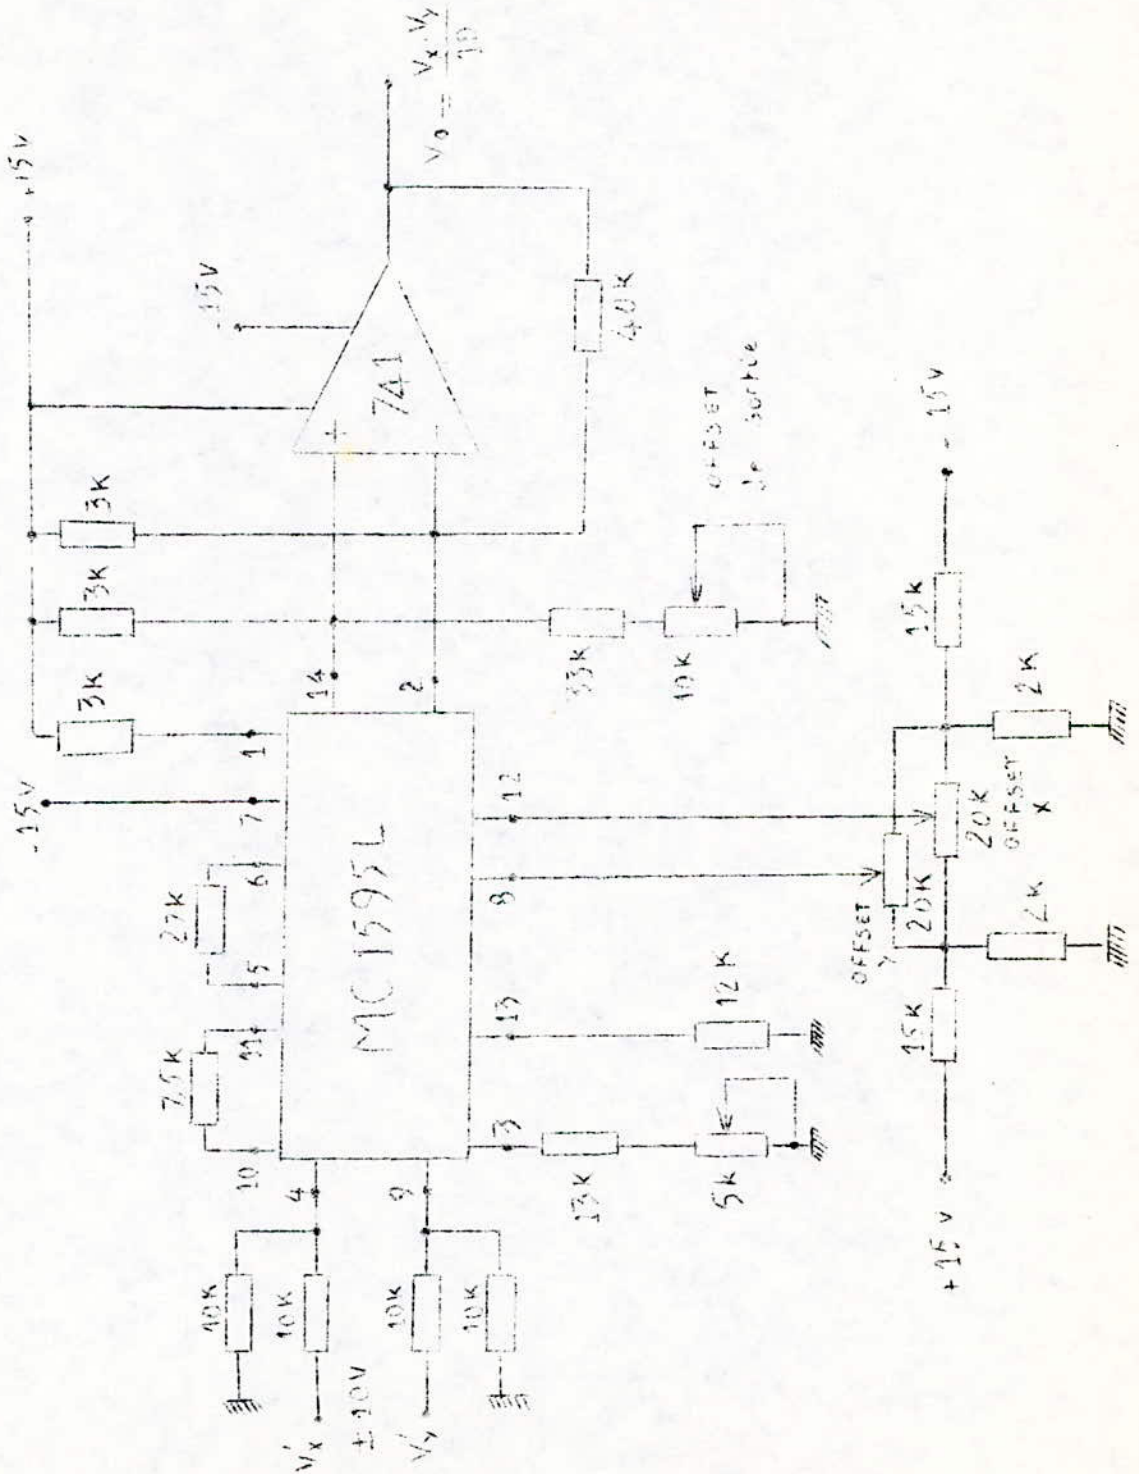 +15V
-15V
3K
3K
3K
-15V
27K
7,5K
1
7
6
5
11
10
14
2
12
8
13
3
4
9
MC1595L
741
+
-
V0 = Vx.Vy
10
40K
33K
10K
OFFSET
de sortie
10K
10K
10K
10K
Vx
±10V
Vy
13K
5K
12K
+15V
15K
2K
OFFSET
Y
20K
20K
OFFSET
X
2K
15K
-15V